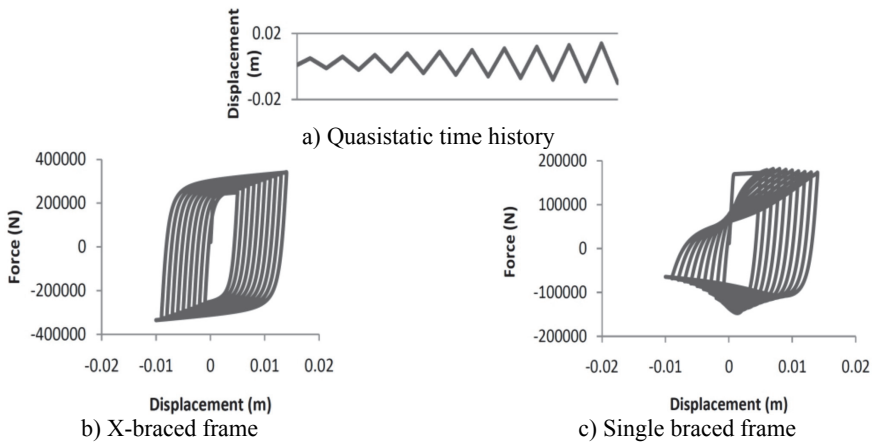 Displacement (m)
0.02
-0.02
a) Quasistatic time history
Force (N)
400000
200000
0
-200000
-400000
-0.02 -0.01 0 0.01 0.02
Displacement (m)
b) X-braced frame
Force (N)
200000
100000
0
-100000
-200000
-0.02 -0.01 0 0.01 0.02
Displacement (m)
c) Single braced frame